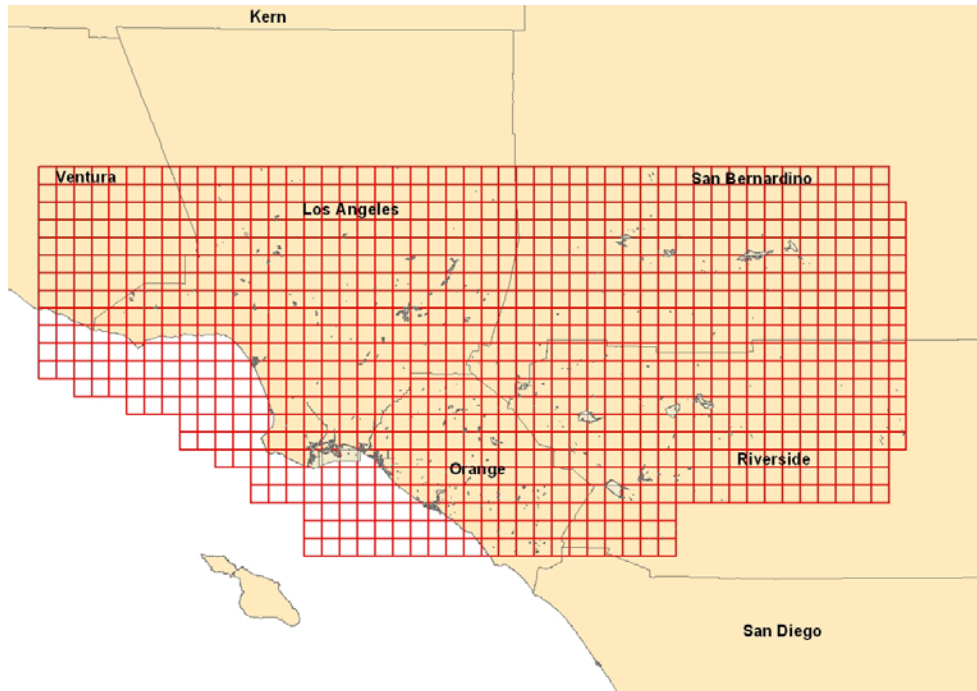 Kern
Ventura
San Bernardino
Los Angeles
Orange
Riverside
San Diego